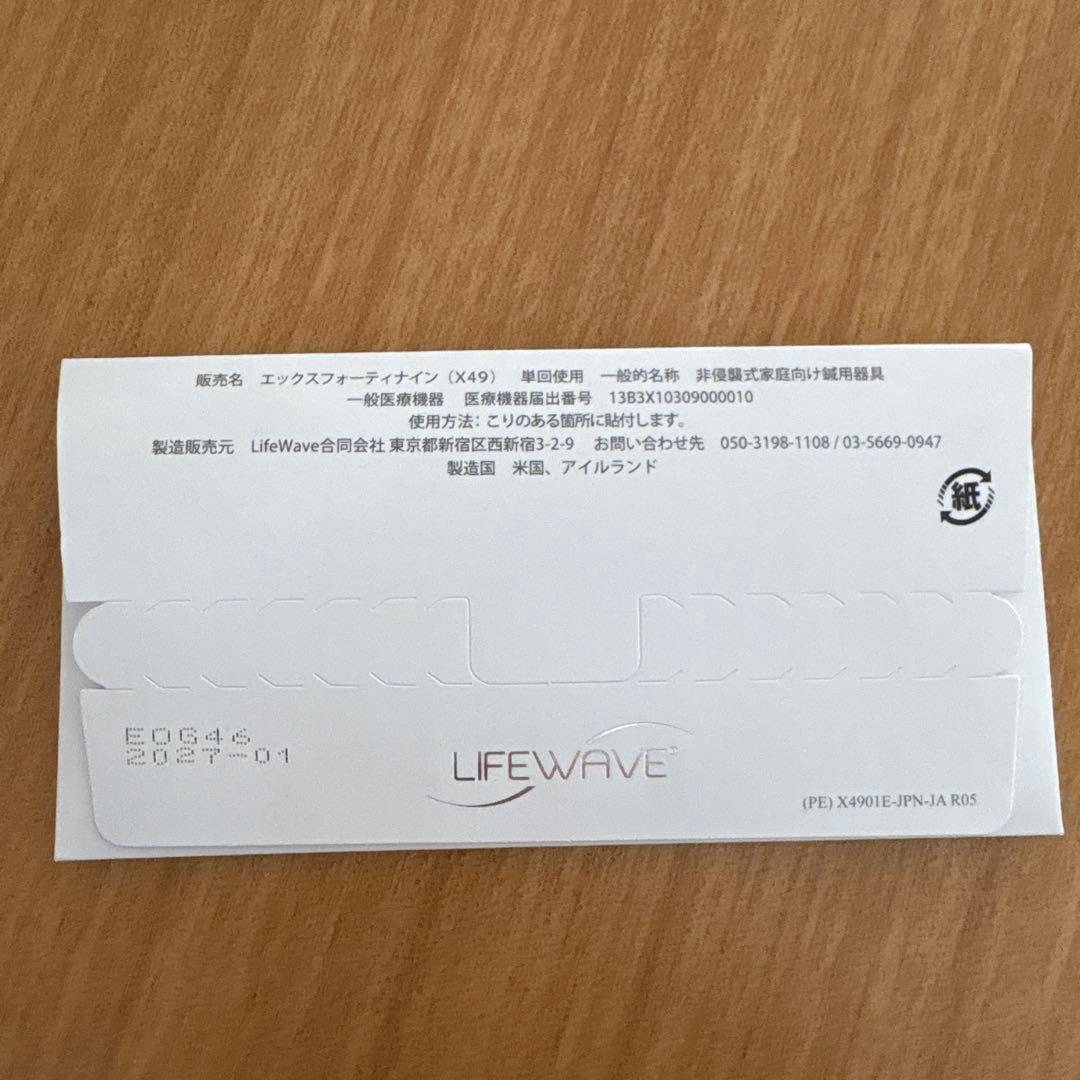 販売名 エックスフォーティナイン（X49） 単回使用 一般的名称 非侵襲式家庭向け鍼用器具
一般医療機器 医療機器届出番号 13B3X10309000010
使用方法：こりのある箇所に貼付します。
製造販売元 LifeWave合同会社 東京都新宿区西新宿3-2-9 お問い合わせ先 050-3198-1108 / 03-5669-0947
製造国 米国、アイルランド
紙
EOG46
2027-01
LIFEWAVE
(PE) X4901E-JPN-JA R05